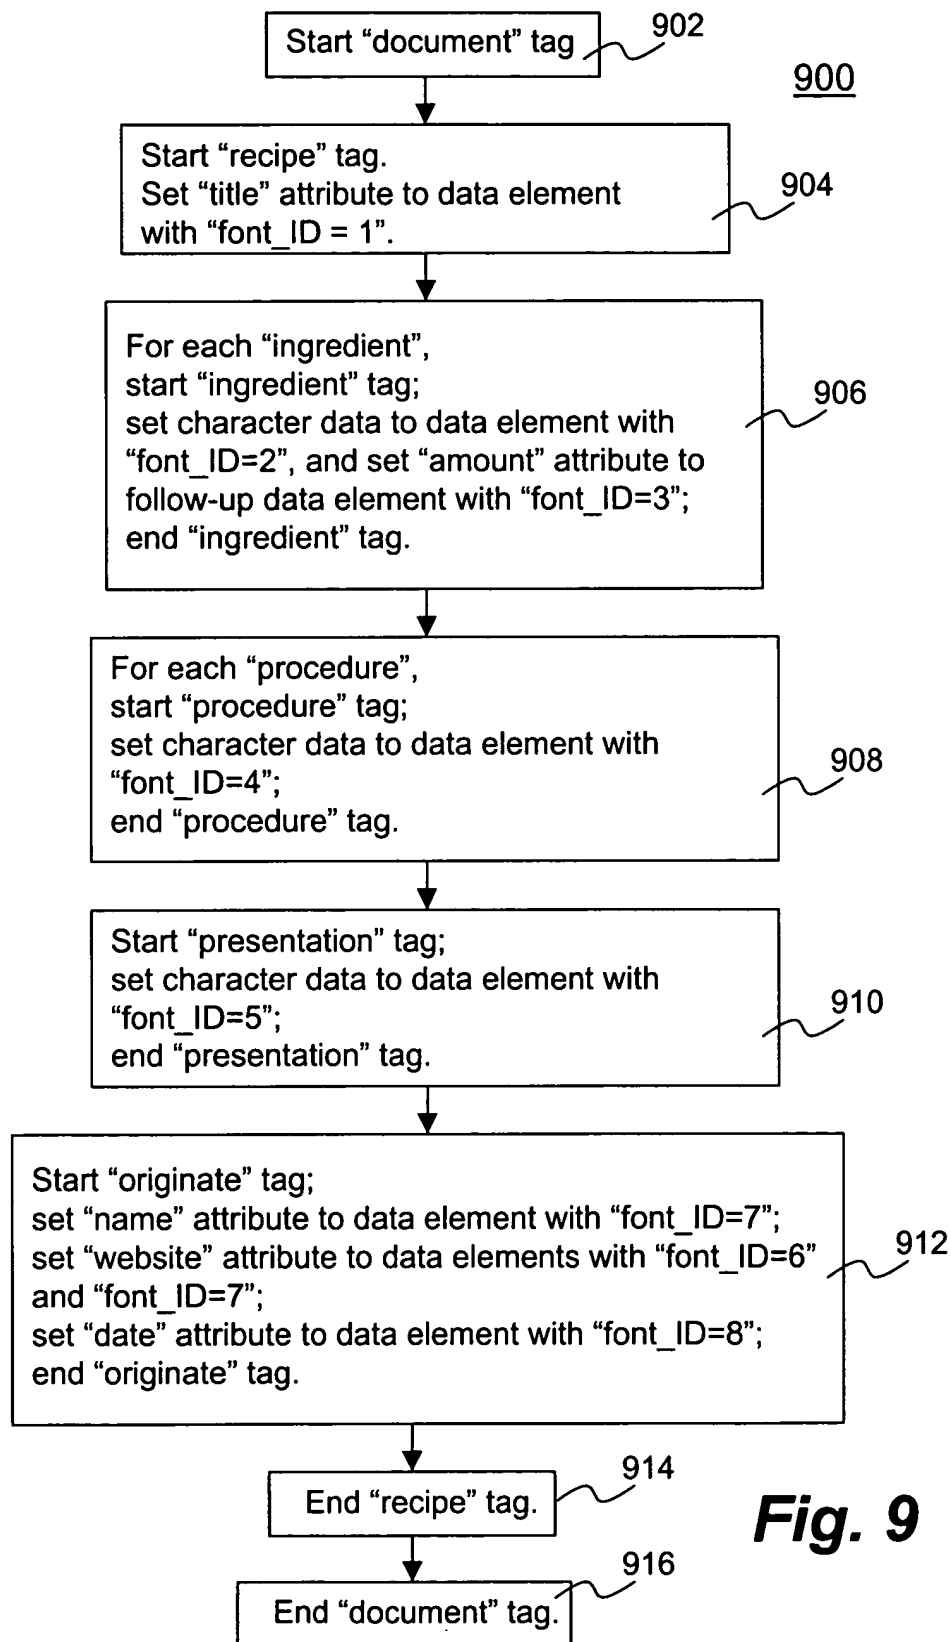 Start “document” tag
902
900
Start “recipe” tag.
Set “title” attribute to data element
with “font_ID = 1”.
904
For each “ingredient”,
start “ingredient” tag;
set character data to data element with
“font_ID=2”, and set “amount” attribute to
follow-up data element with “font_ID=3”;
end “ingredient” tag.
906
For each “procedure”,
start “procedure” tag;
set character data to data element with
“font_ID=4”;
end “procedure” tag.
908
Start “presentation” tag;
set character data to data element with
“font_ID=5”;
end “presentation” tag.
910
Start “originate” tag;
set “name” attribute to data element with “font_ID=7”;
set “website” attribute to data elements with “font_ID=6”
and “font_ID=7”;
set “date” attribute to data element with “font_ID=8”;
end “originate” tag.
912
End “recipe” tag.
914
Fig. 9
End “document” tag.
916